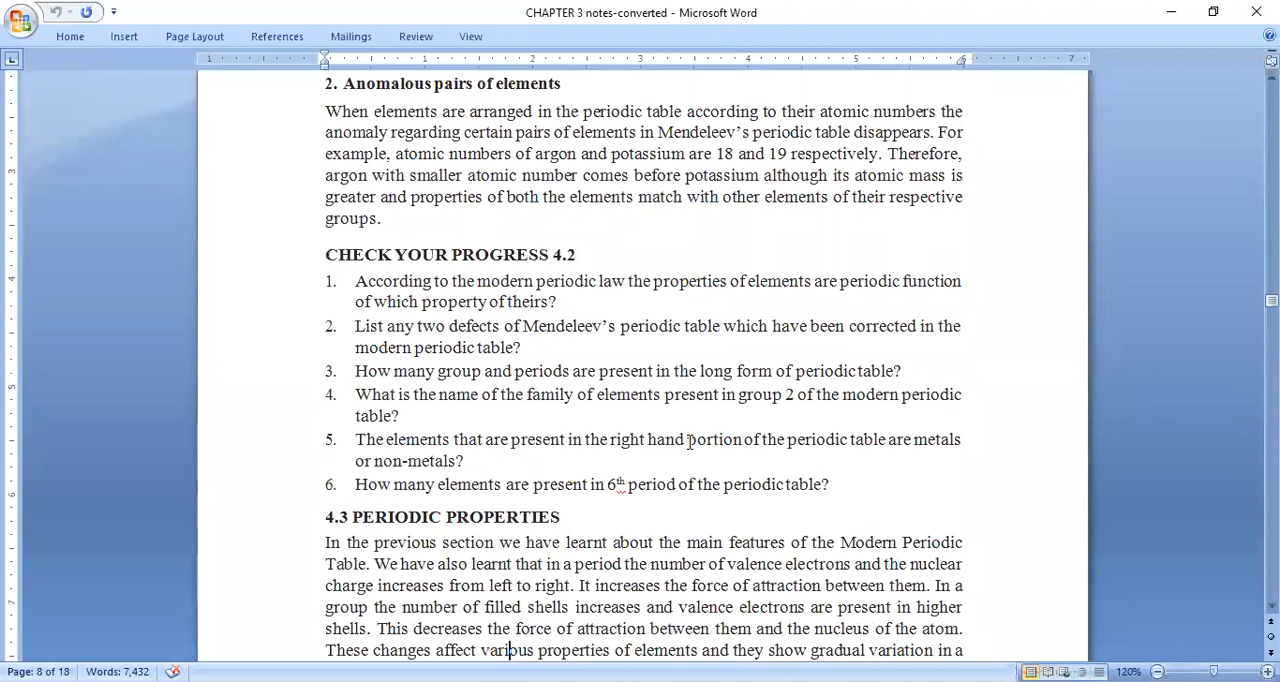 CHAPTER 3 notes-converted - Microsoft Word
Home Insert Page Layout References Mailings Review View
1 1 2 3 4 5 6 7
2. Anomalous pairs of elements
When elements are arranged in the periodic table according to their atomic numbers the
anomaly regarding certain pairs of elements in Mendeleev's periodic table disappears. For
example, atomic numbers of argon and potassium are 18 and 19 respectively. Therefore,
argon with smaller atomic number comes before potassium although its atomic mass is
greater and properties of both the elements match with other elements of their respective
groups.
CHECK YOUR PROGRESS 4.2
1. According to the modern periodic law the properties of elements are periodic function
of which property of theirs?
2. List any two defects of Mendeleev's periodic table which have been corrected in the
modern periodic table?
3. How many group and periods are present in the long form of periodic table?
4. What is the name of the family of elements present in group 2 of the modern periodic
table?
5. The elements that are present in the right hand portion of the periodic table are metals
or non-metals?
6. How many elements are present in 6th period of the periodic table?
4.3 PERIODIC PROPERTIES
In the previous section we have learnt about the main features of the Modern Periodic
Table. We have also learnt that in a period the number of valence electrons and the nuclear
charge increases from left to right. It increases the force of attraction between them. In a
group the number of filled shells increases and valence electrons are present in higher
shells. This decreases the force of attraction between them and the nucleus of the atom.
These changes affect various properties of elements and they show gradual variation in a
3
4
5
6
7
Page: 8 of 18 Words: 7,432 120%